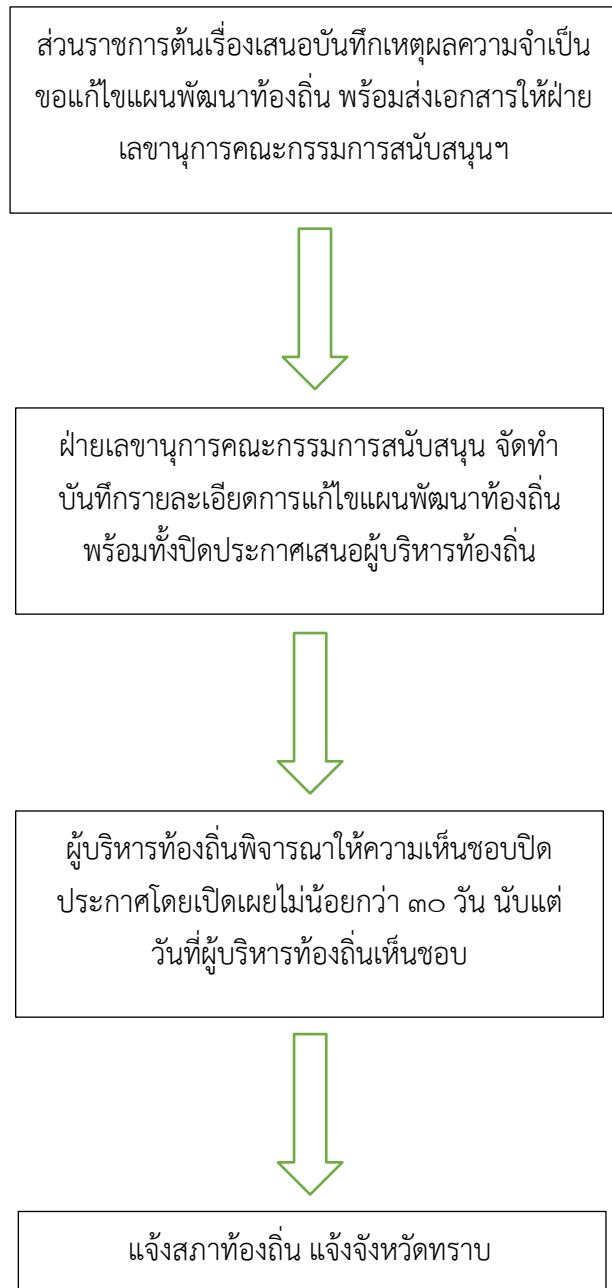 ส่วนราชการต้นเรื่องเสนอบันทึกเหตุผลความจำเป็น
ขอแก้ไขแผนพัฒนาท้องถิ่น พร้อมส่งเอกสารให้ฝ่าย
เลขานุการคณะกรรมการสนับสนุนฯ
ฝ่ายเลขานุการคณะกรรมการสนับสนุน จัดทำ
บันทึกรายละเอียดการแก้ไขแผนพัฒนาท้องถิ่น
พร้อมทั้งปิดประกาศเสนอผู้บริหารท้องถิ่น
ผู้บริหารท้องถิ่นพิจารณาให้ความเห็นชอบปิด
ประกาศโดยเปิดเผยไม่น้อยกว่า ๓๐ วัน นับแต่
วันที่ผู้บริหารท้องถิ่นเห็นชอบ
แจ้งสภาท้องถิ่น แจ้งจังหวัดทราบ